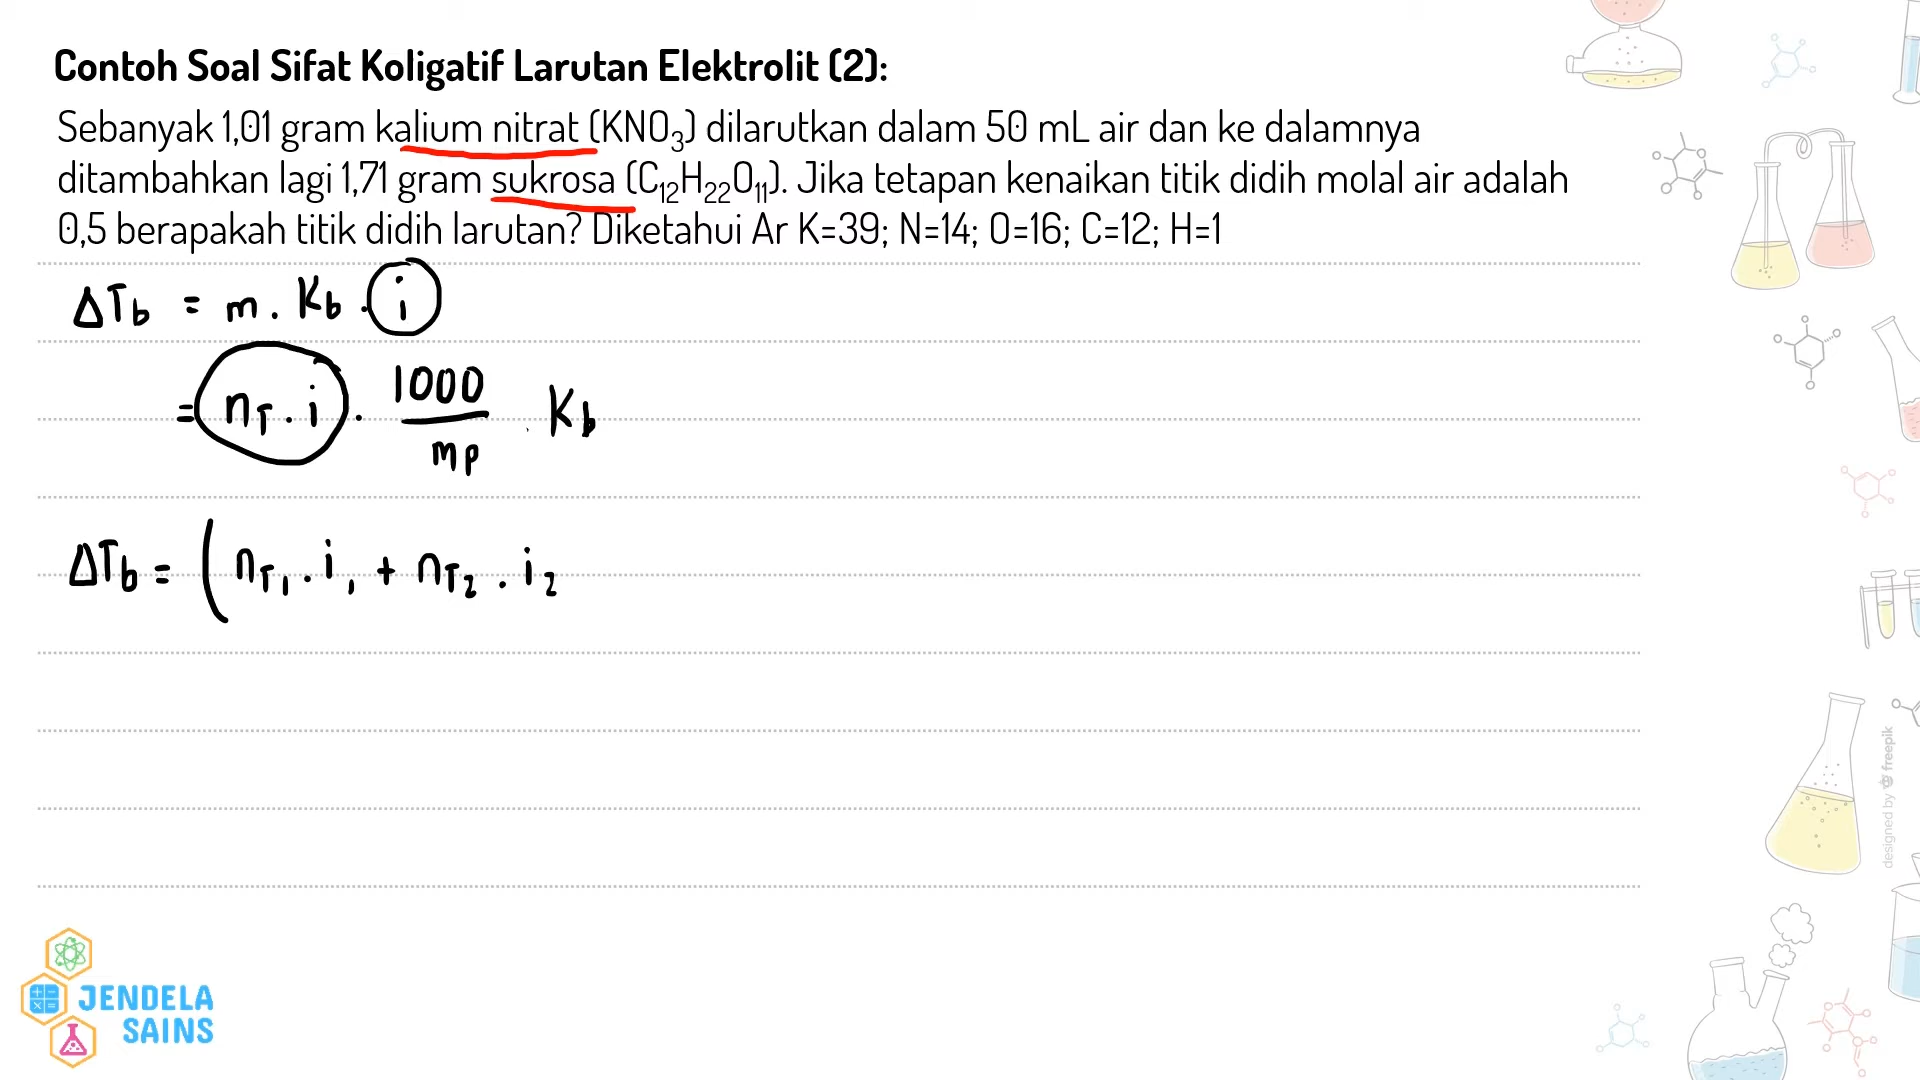 Contoh Soal Sifat Koligatif Larutan Elektrolit (2):
Sebanyak 1,01 gram kalium nitrat (KNO₃) dilarutkan dalam 50 mL air dan ke dalamnya
ditambahkan lagi 1,71 gram sukrosa (C₁₂H₂₂O₁₁). Jika tetapan kenaikan titik didih molal air adalah
0,5 berapakah titik didih larutan? Diketahui Ar K=39; N=14; O=16; C=12; H=1
ΔTb = m . Kb . i
= nT . i . 1000/mp . Kb
ΔTb = (nT₁ . i₁ + nT₂ . i₂
designed by freepik
JENDELA
SAINS